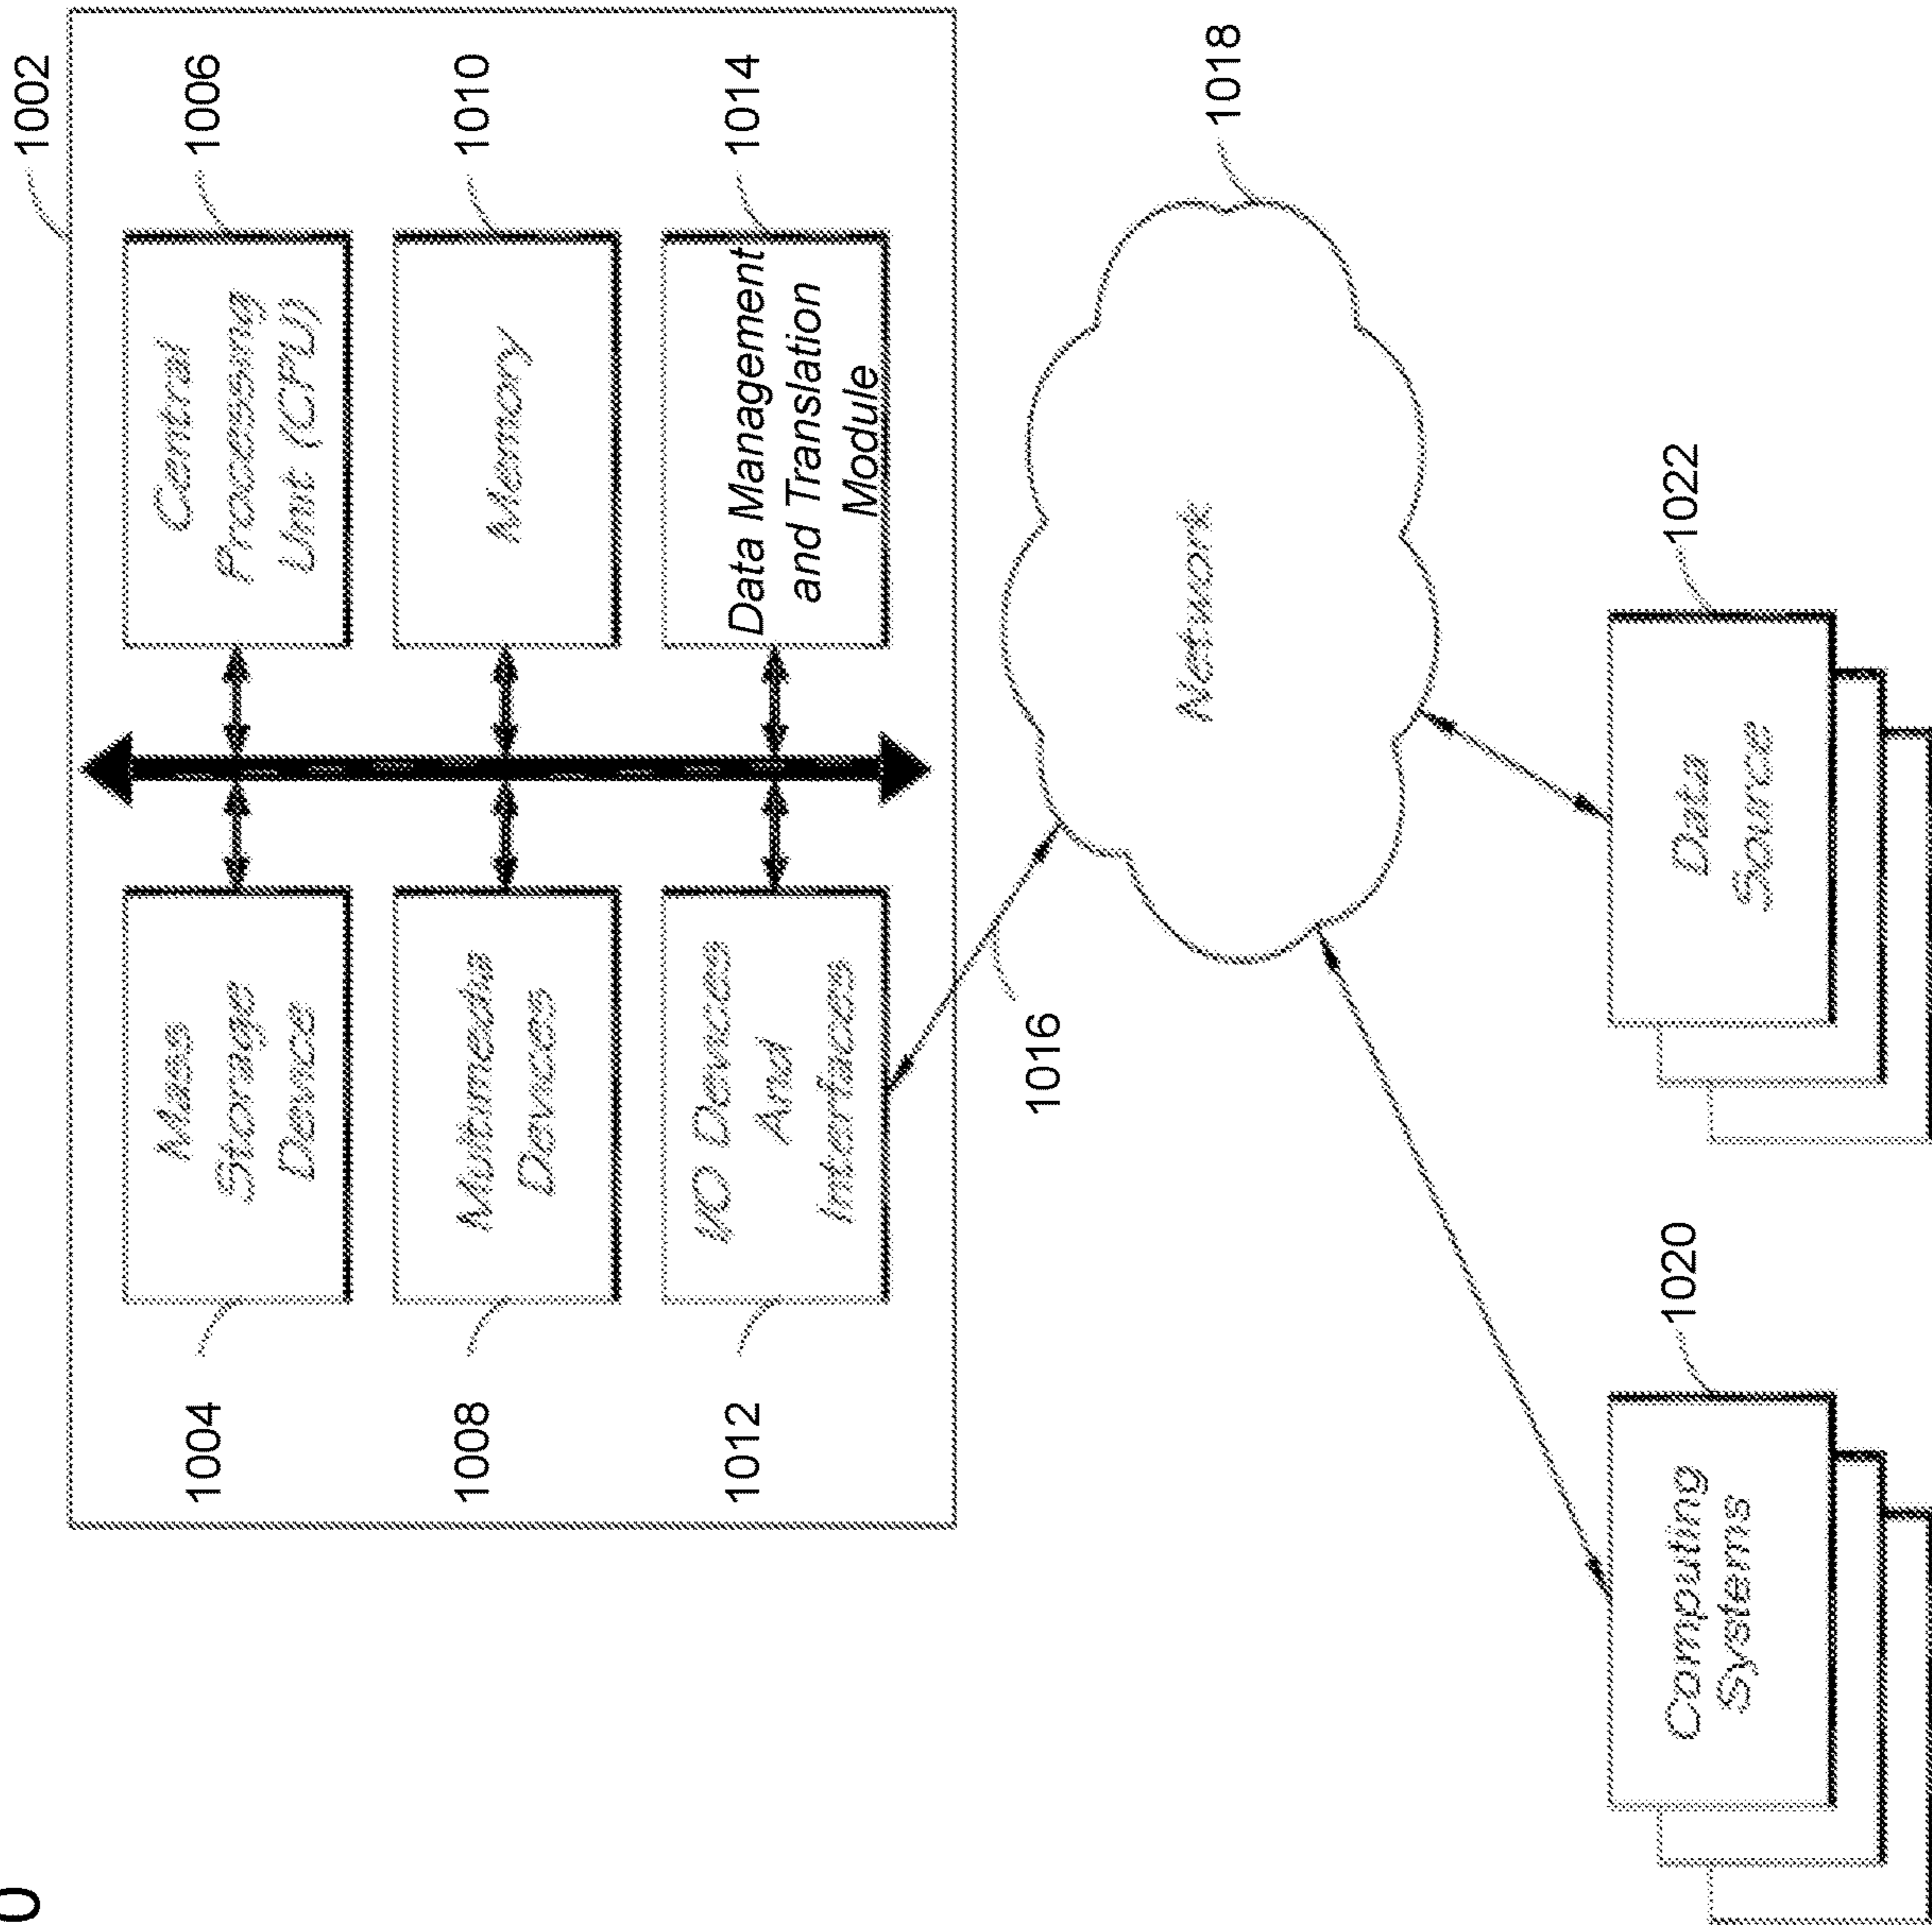 0
1002
1004
Mass
Storage
Device
Central
Processing
Unit (CPU)
1006
1008
Multimedia
Devices
Memory
1010
1012
I/O Devices
And
Interfaces
Data Management
and Translation
Module
1014
1016
Network
1018
Computing
Systems
1020
Data
Source
1022